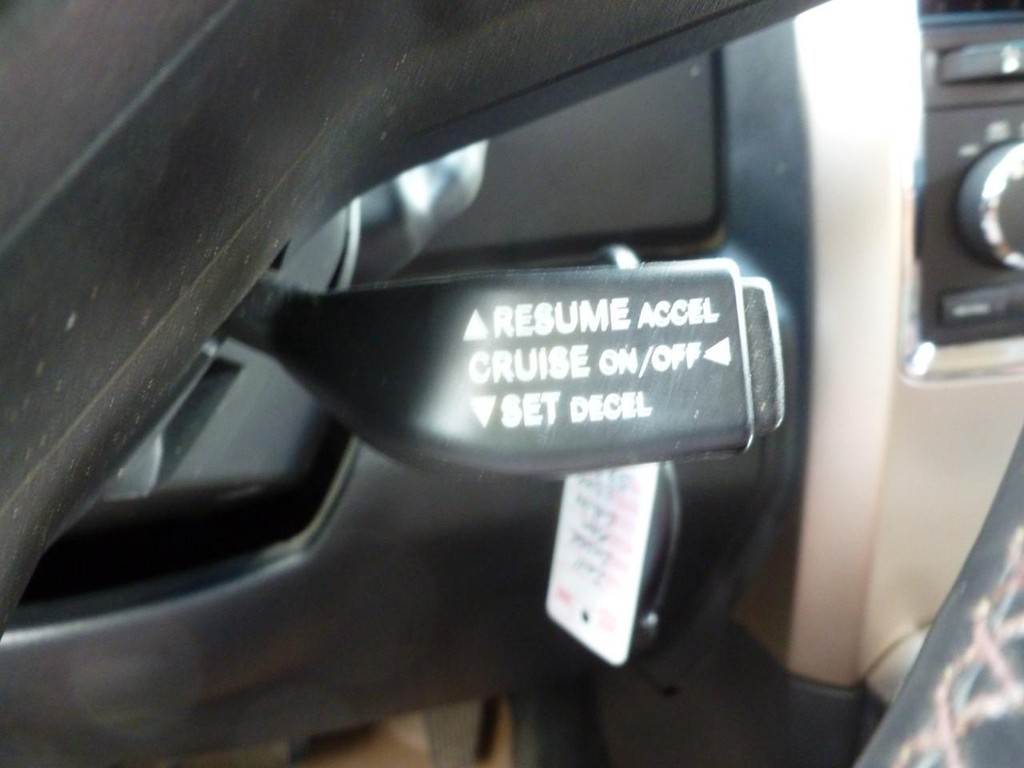 ▲RESUME ACCEL
CRUISE ON/OFF◄
▼SET DECEL